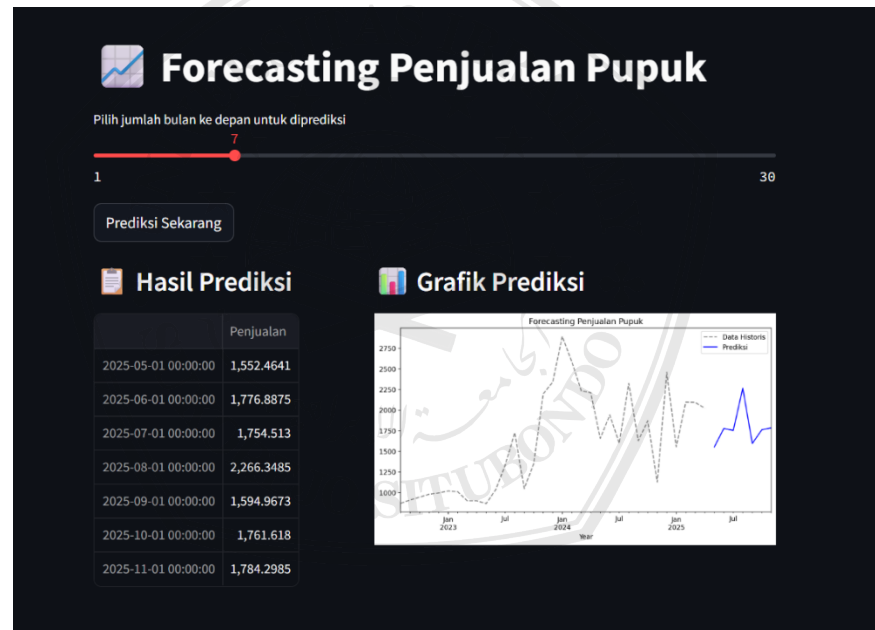 Forecasting Penjualan Pupuk
Pilih jumlah bulan ke depan untuk diprediksi
7
1 30
Prediksi Sekarang
Hasil Prediksi
Penjualan
2025-05-01 00:00:00 1,552.4641
2025-06-01 00:00:00 1,776.8875
2025-07-01 00:00:00 1,754.513
2025-08-01 00:00:00 2,266.3485
2025-09-01 00:00:00 1,594.9673
2025-10-01 00:00:00 1,761.618
2025-11-01 00:00:00 1,784.2985
Grafik Prediksi
Forecasting Penjualan Pupuk
Data Historis
Prediksi
2750
2500
2250
2000
1750
1500
1250
1000
Jan Jul Jan Jul Jan Jul
2023 2024 2025
Year
SITUBONDO